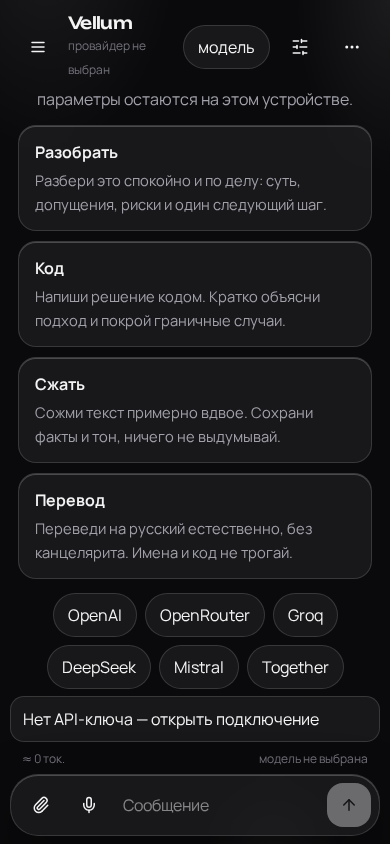 Vellum
провайдер не
выбран
модель
параметры остаются на этом устройстве.
Разобрать
Разбери это спокойно и по делу: суть,
допущения, риски и один следующий шаг.
Код
Напиши решение кодом. Кратко объясни
подход и покрой граничные случаи.
Сжать
Сожми текст примерно вдвое. Сохрани
факты и тон, ничего не выдумывай.
Перевод
Переведи на русский естественно, без
канцелярита. Имена и код не трогай.
OpenAI OpenRouter Groq
DeepSeek Mistral Together
Нет API-ключа — открыть подключение
≈ 0 ток. модель не выбрана
Сообщение